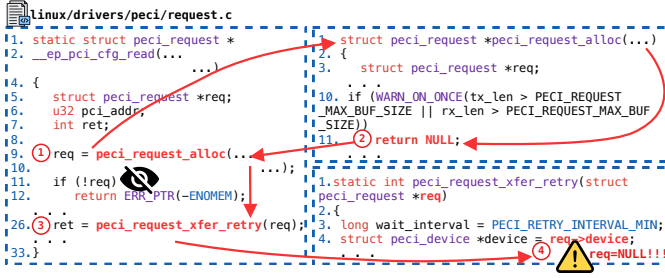 linux/drivers/peci/request.c
1. static struct peci_request *
2. __ep_pci_cfg_read(...
...)
4. {
5. struct peci_request *req;
6. u32 pci_addr;
7. int ret;
8.
9. 1 req = peci_request_alloc(...
10. ...);
11. if (!req)
12. return ERR_PTR(-ENOMEM);
. . .
26. 3 ret = peci_request_xfer_retry(req);
. . .
33.}
1. struct peci_request *peci_request_alloc(...)
2. {
3. struct peci_request *req;
. . .
10. if (WARN_ON_ONCE(tx_len > PECI_REQUEST
_MAX_BUF_SIZE || rx_len > PECI_REQUEST_MAX_BUF
_SIZE))
11. 2 return NULL;
. . .
1.static int peci_request_xfer_retry(struct
peci_request *req)
2.{
3. long wait_interval = PECI_RETRY_INTERVAL_MIN;
4. struct peci_device *device = req->device;
. . . 4 req=NULL!!!